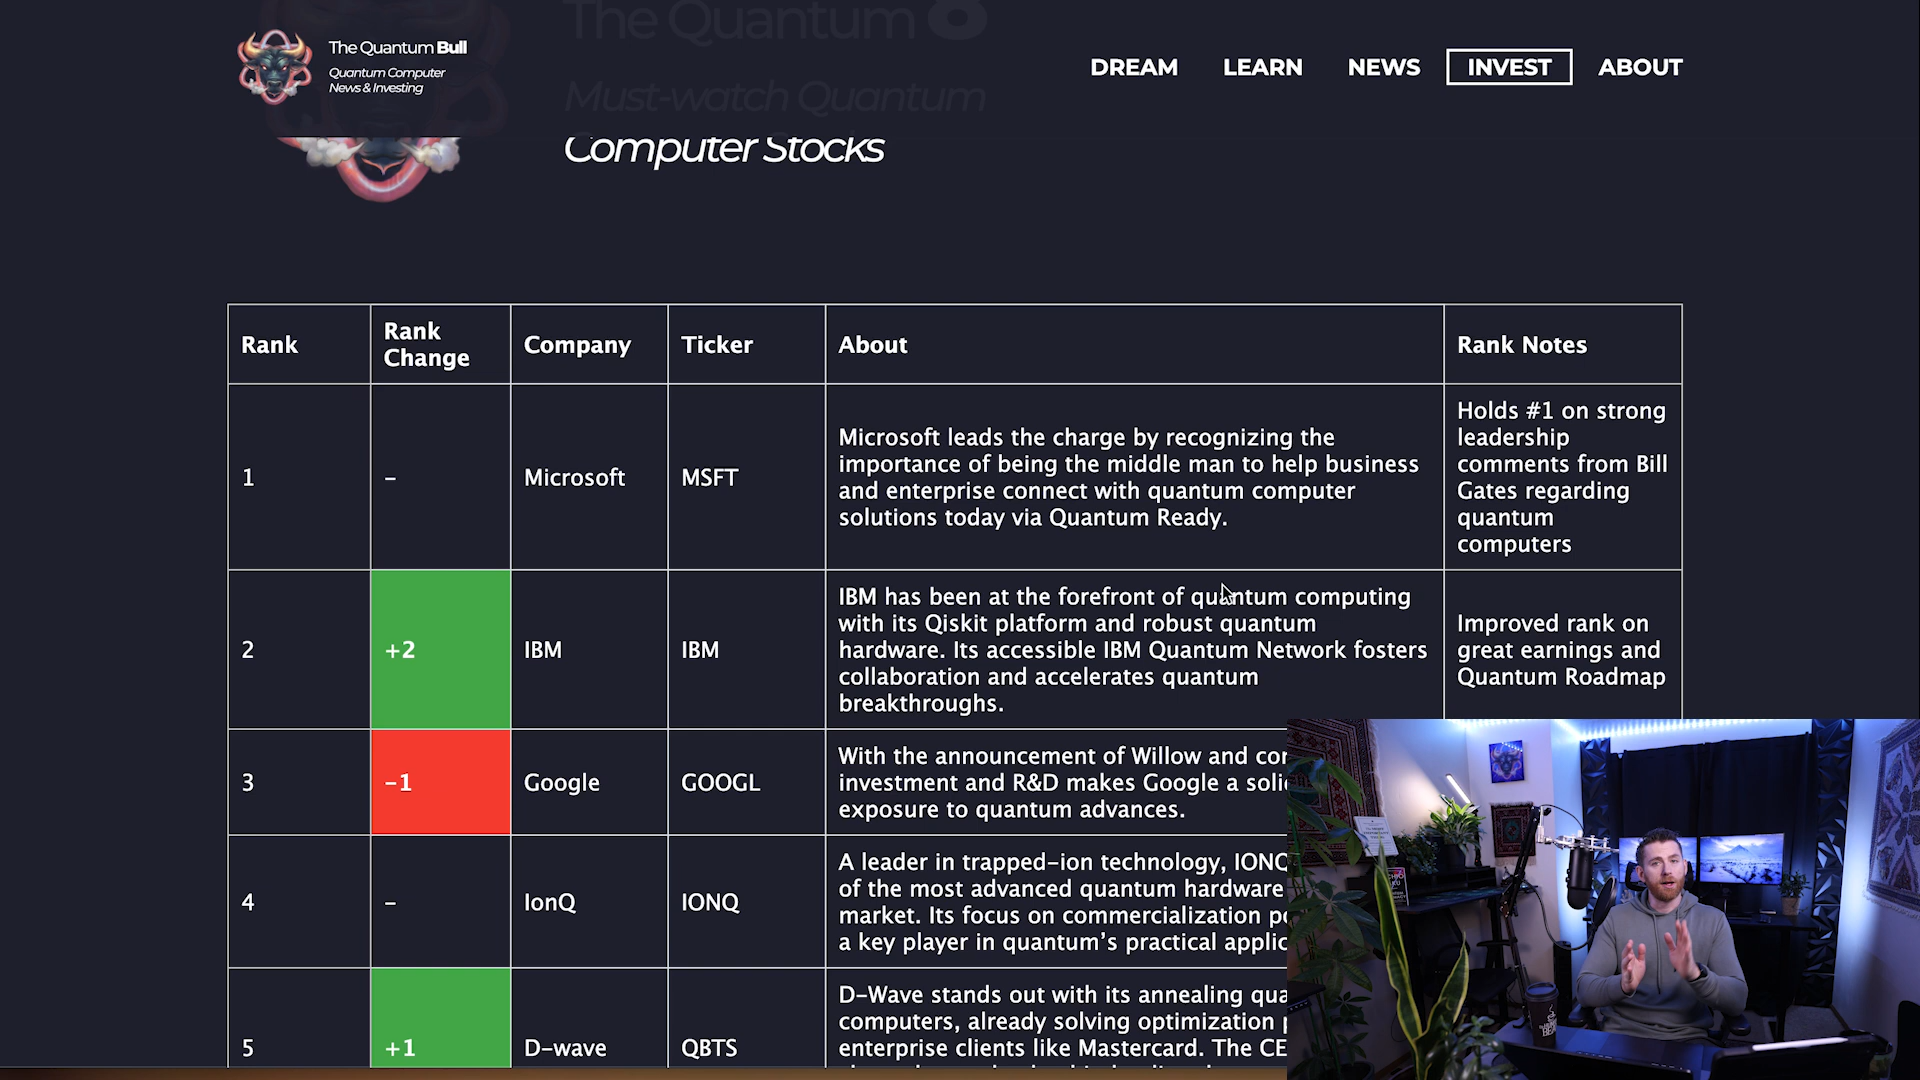 The Quantum 8
The Quantum Bull
Quantum Computer
News & Investing
DREAM LEARN NEWS INVEST ABOUT
Must-watch Quantum
Computer Stocks
Rank Rank Change Company Ticker About Rank Notes
1 – Microsoft MSFT
Microsoft leads the charge by recognizing the
importance of being the middle man to help business
and enterprise connect with quantum computer
solutions today via Quantum Ready.
Holds #1 on strong
leadership
comments from Bill
Gates regarding
quantum
computers
2 +2 IBM IBM
IBM has been at the forefront of quantum computing
with its Qiskit platform and robust quantum
hardware. Its accessible IBM Quantum Network fosters
collaboration and accelerates quantum
breakthroughs.
Improved rank on
great earnings and
Quantum Roadmap
3 -1 Google GOOGL
With the announcement of Willow and
investment and R&D makes Google a
exposure to quantum advances.
4 – IonQ IONQ
A leader in trapped-ion technology, IONQ
of the most advanced quantum hardware
market. Its focus on commercialization
a key player in quantum's practical
5 +1 D-wave QBTS
D-Wave stands out with its annealing
computers, already solving optimization
enterprise clients like Mastercard. The